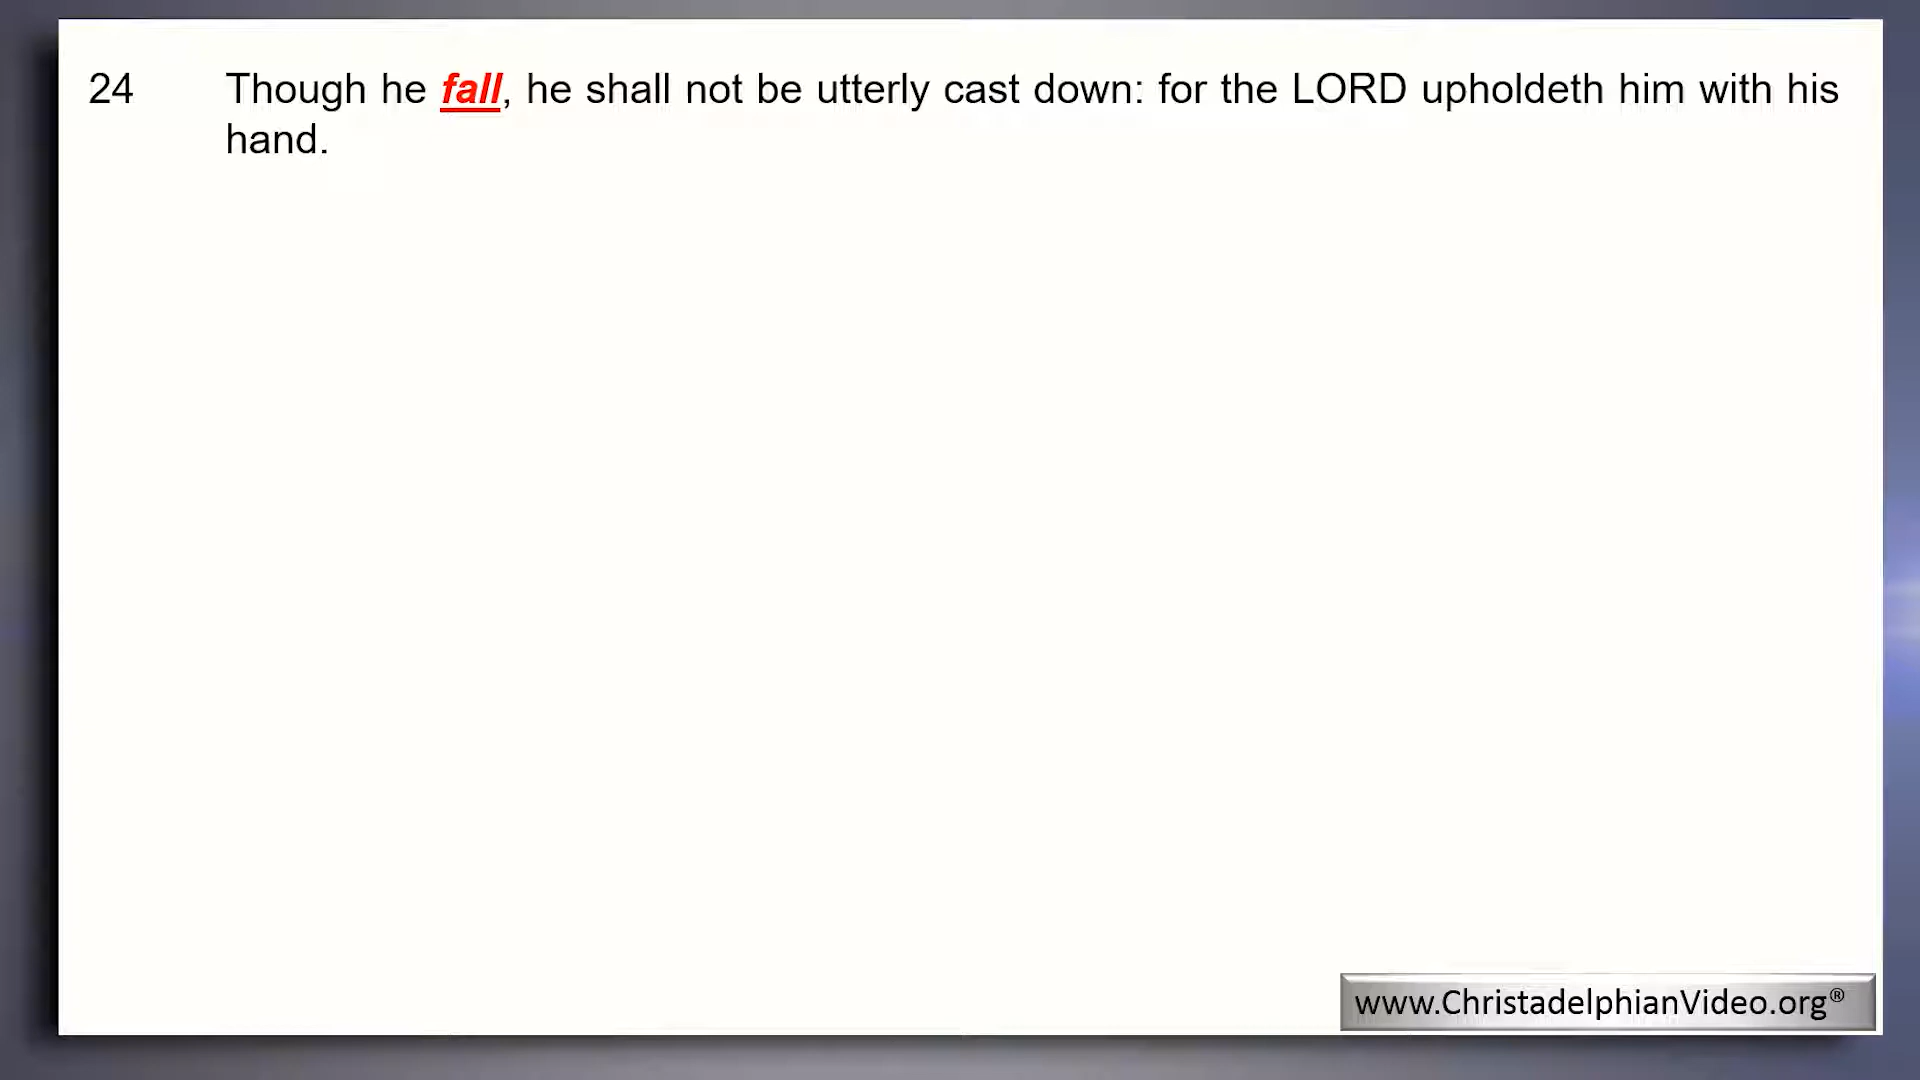 24 Though he fall, he shall not be utterly cast down: for the LORD upholdeth him with his
hand.
www.ChristadelphianVideo.org®